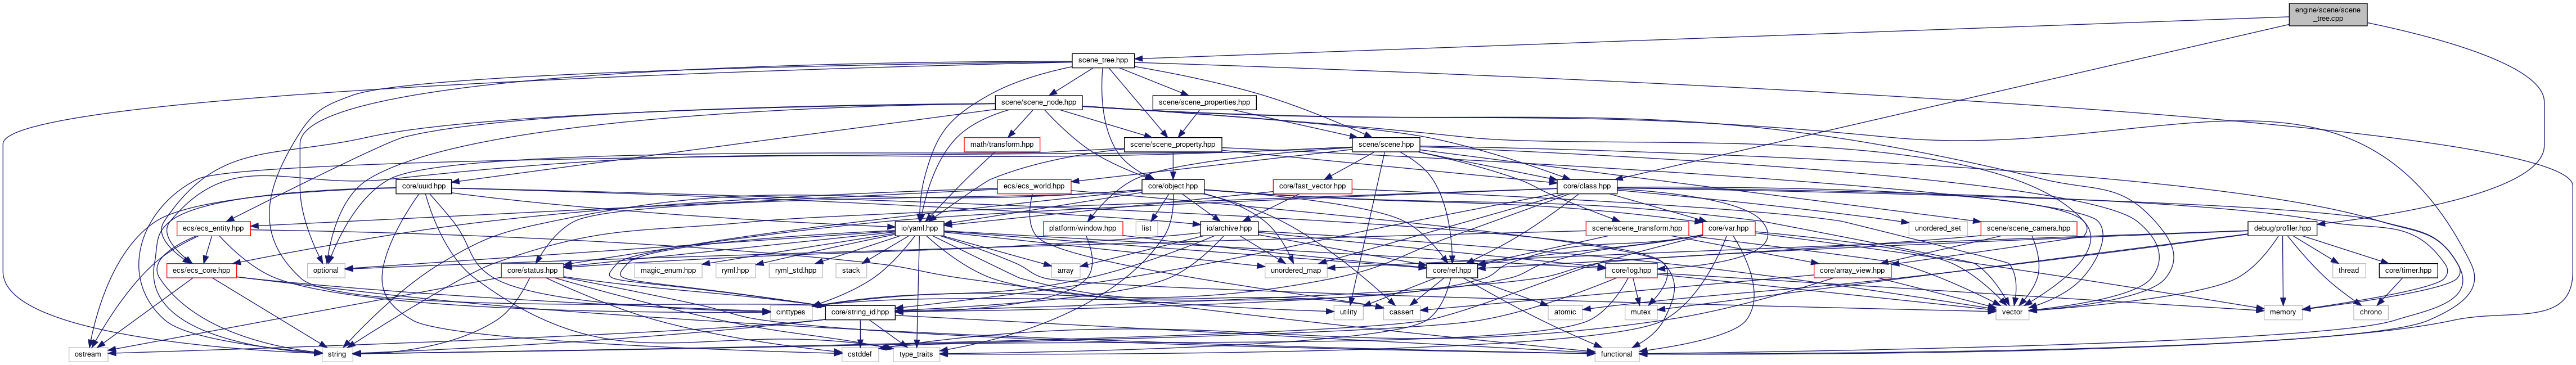 engine/scene/scene
_tree.cpp
scene_tree.hpp
scene/scene_node.hpp
scene/scene_properties.hpp
math/transform.hpp
scene/scene_property.hpp
scene/scene.hpp
core/uuid.hpp
ecs/ecs_world.hpp
core/object.hpp
core/fast_vector.hpp
core/class.hpp
ecs/ecs_entity.hpp
io/yaml.hpp
platform/window.hpp
list
io/archive.hpp
scene/scene_transform.hpp
core/var.hpp
unordered_set
scene/scene_camera.hpp
debug/profiler.hpp
ecs/ecs_core.hpp
optional
core/status.hpp
magic_enum.hpp
ryml.hpp
ryml_std.hpp
stack
array
unordered_map
core/ref.hpp
core/log.hpp
core/array_view.hpp
thread
core/timer.hpp
cinttypes
core/string_id.hpp
utility
cassert
atomic
mutex
vector
memory
chrono
ostream
string
cstddef
type_traits
functional